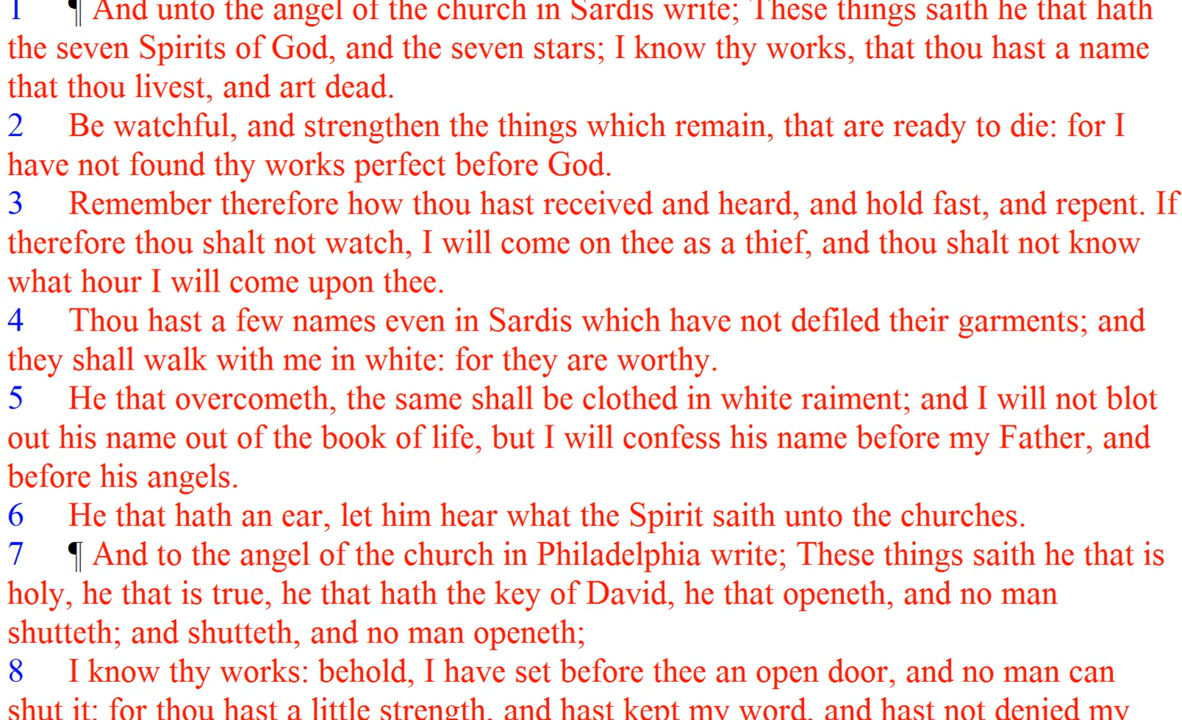 1 ¶ And unto the angel of the church in Sardis write; These things saith he that hath
the seven Spirits of God, and the seven stars; I know thy works, that thou hast a name
that thou livest, and art dead.
2 Be watchful, and strengthen the things which remain, that are ready to die: for I
have not found thy works perfect before God.
3 Remember therefore how thou hast received and heard, and hold fast, and repent. If
therefore thou shalt not watch, I will come on thee as a thief, and thou shalt not know
what hour I will come upon thee.
4 Thou hast a few names even in Sardis which have not defiled their garments; and
they shall walk with me in white: for they are worthy.
5 He that overcometh, the same shall be clothed in white raiment; and I will not blot
out his name out of the book of life, but I will confess his name before my Father, and
before his angels.
6 He that hath an ear, let him hear what the Spirit saith unto the churches.
7 ¶ And to the angel of the church in Philadelphia write; These things saith he that is
holy, he that is true, he that hath the key of David, he that openeth, and no man
shutteth; and shutteth, and no man openeth;
8 I know thy works: behold, I have set before thee an open door, and no man can
shut it: for thou hast a little strength, and hast kept my word, and hast not denied my